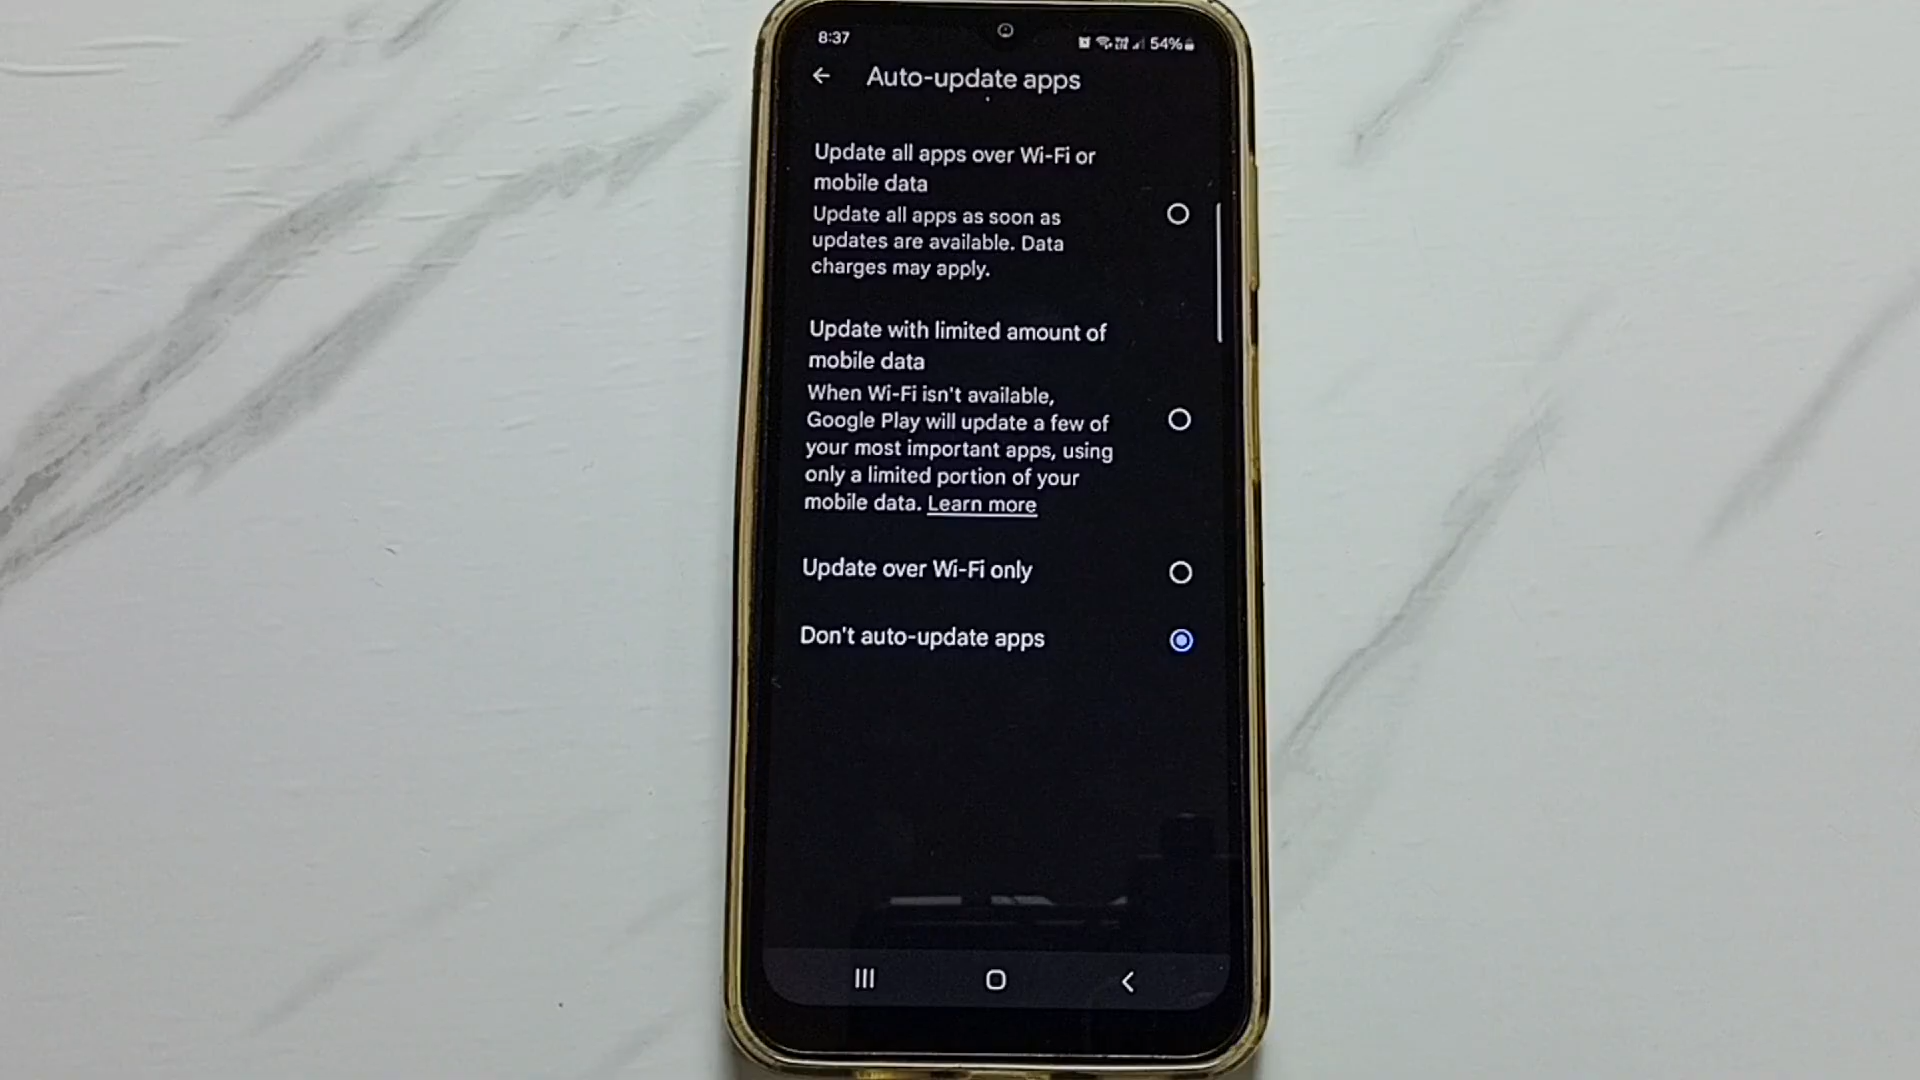 8:37
54%
Auto-update apps
Update all apps over Wi-Fi or
mobile data
Update all apps as soon as
updates are available. Data
charges may apply.
Update with limited amount of
mobile data
When Wi-Fi isn't available,
Google Play will update a few of
your most important apps, using
only a limited portion of your
mobile data. Learn more
Update over Wi-Fi only
Don't auto-update apps